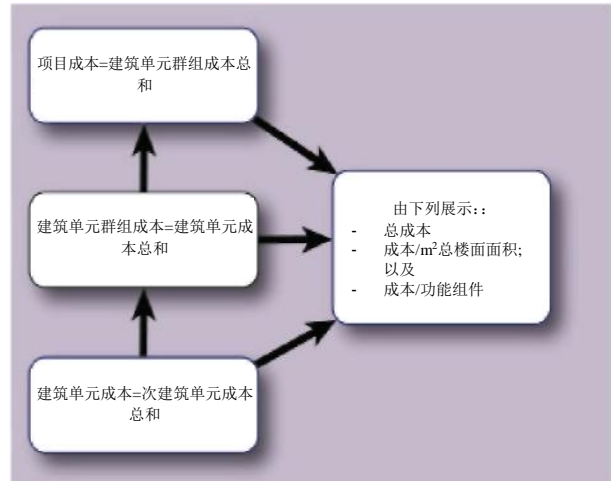 项目成本=建筑单元群组成本总
和
建筑单元群组成本=建筑单元成
本总和
由下列展示::
- 总成本
- 成本/m²总楼面面积;
以及
- 成本/功能组件
建筑单元成本=次建筑单元成本
总和